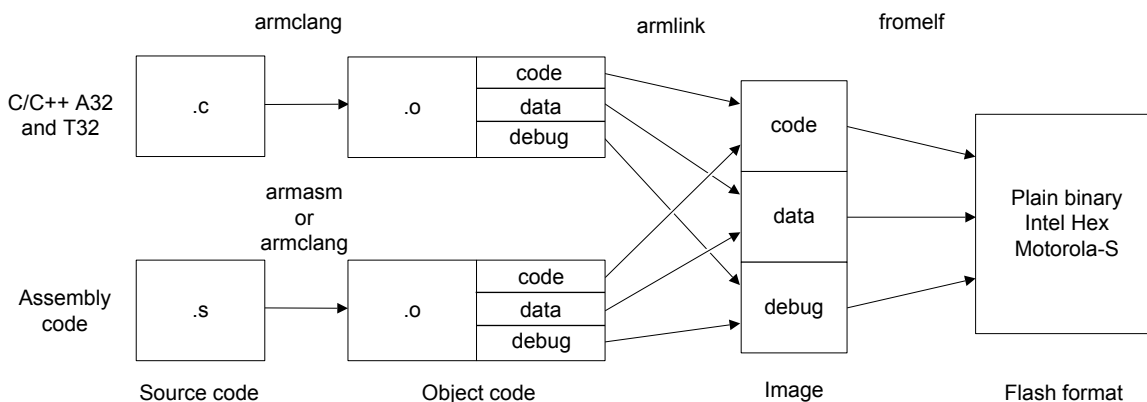 armclang
armlink
fromelf
C/C++ A32
and T32
.c
.o
code
data
debug
armasm
or
armclang
Assembly
code
.s
.o
code
data
debug
code
data
debug
Plain binary
Intel Hex
Motorola-S
Source code
Object code
Image
Flash format